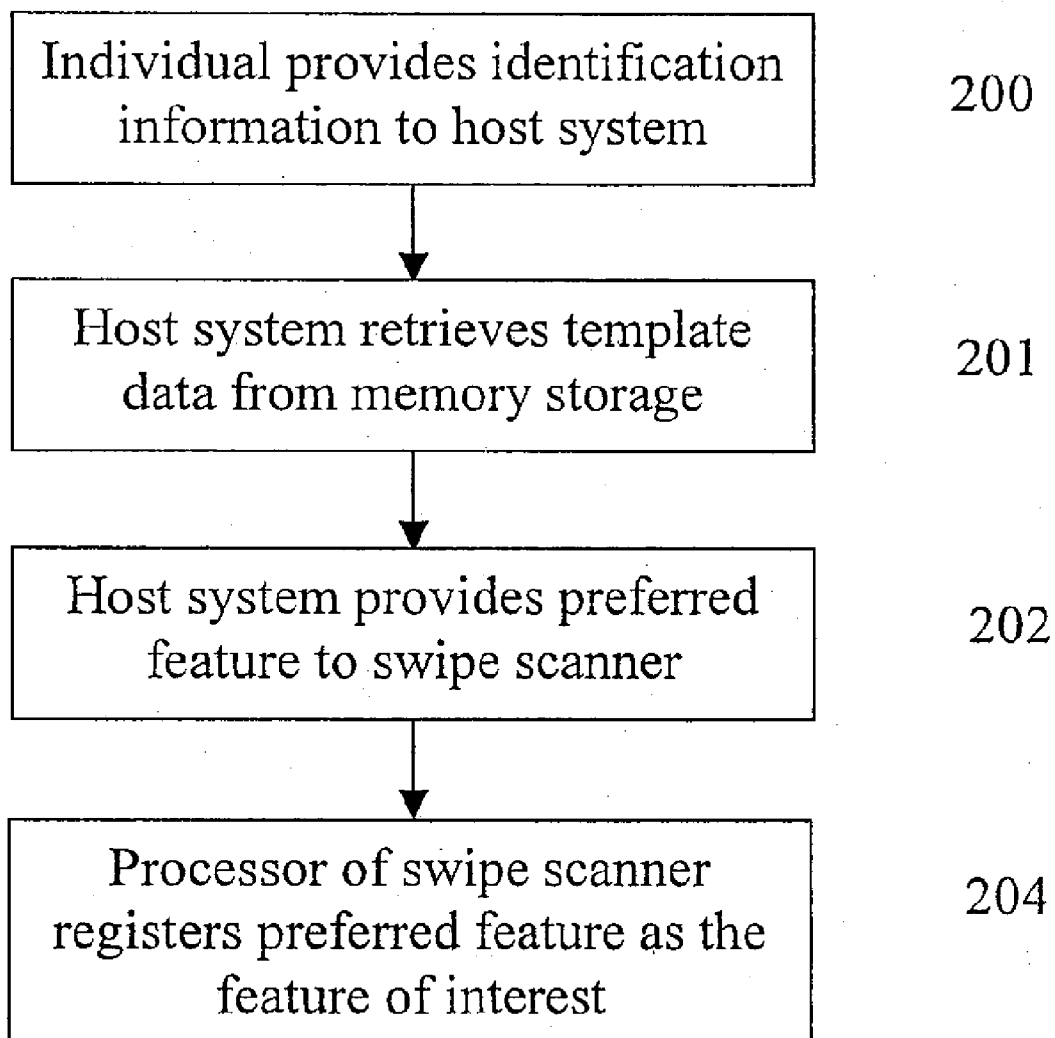 Individual provides identification
information to host system
200
Host system retrieves template
data from memory storage
201
Host system provides preferred
feature to swipe scanner
202
Processor of swipe scanner
registers preferred feature as the
feature of interest
204